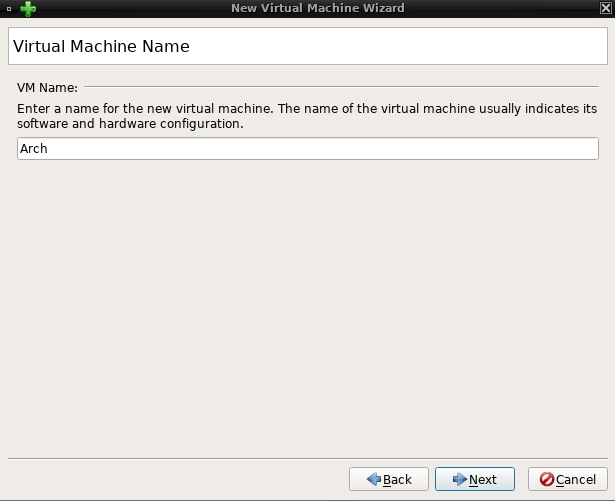 New Virtual Machine Wizard
Virtual Machine Name
VM Name:
Enter a name for the new virtual machine. The name of the virtual machine usually indicates its
software and hardware configuration.
Arch
Back
Next
Cancel